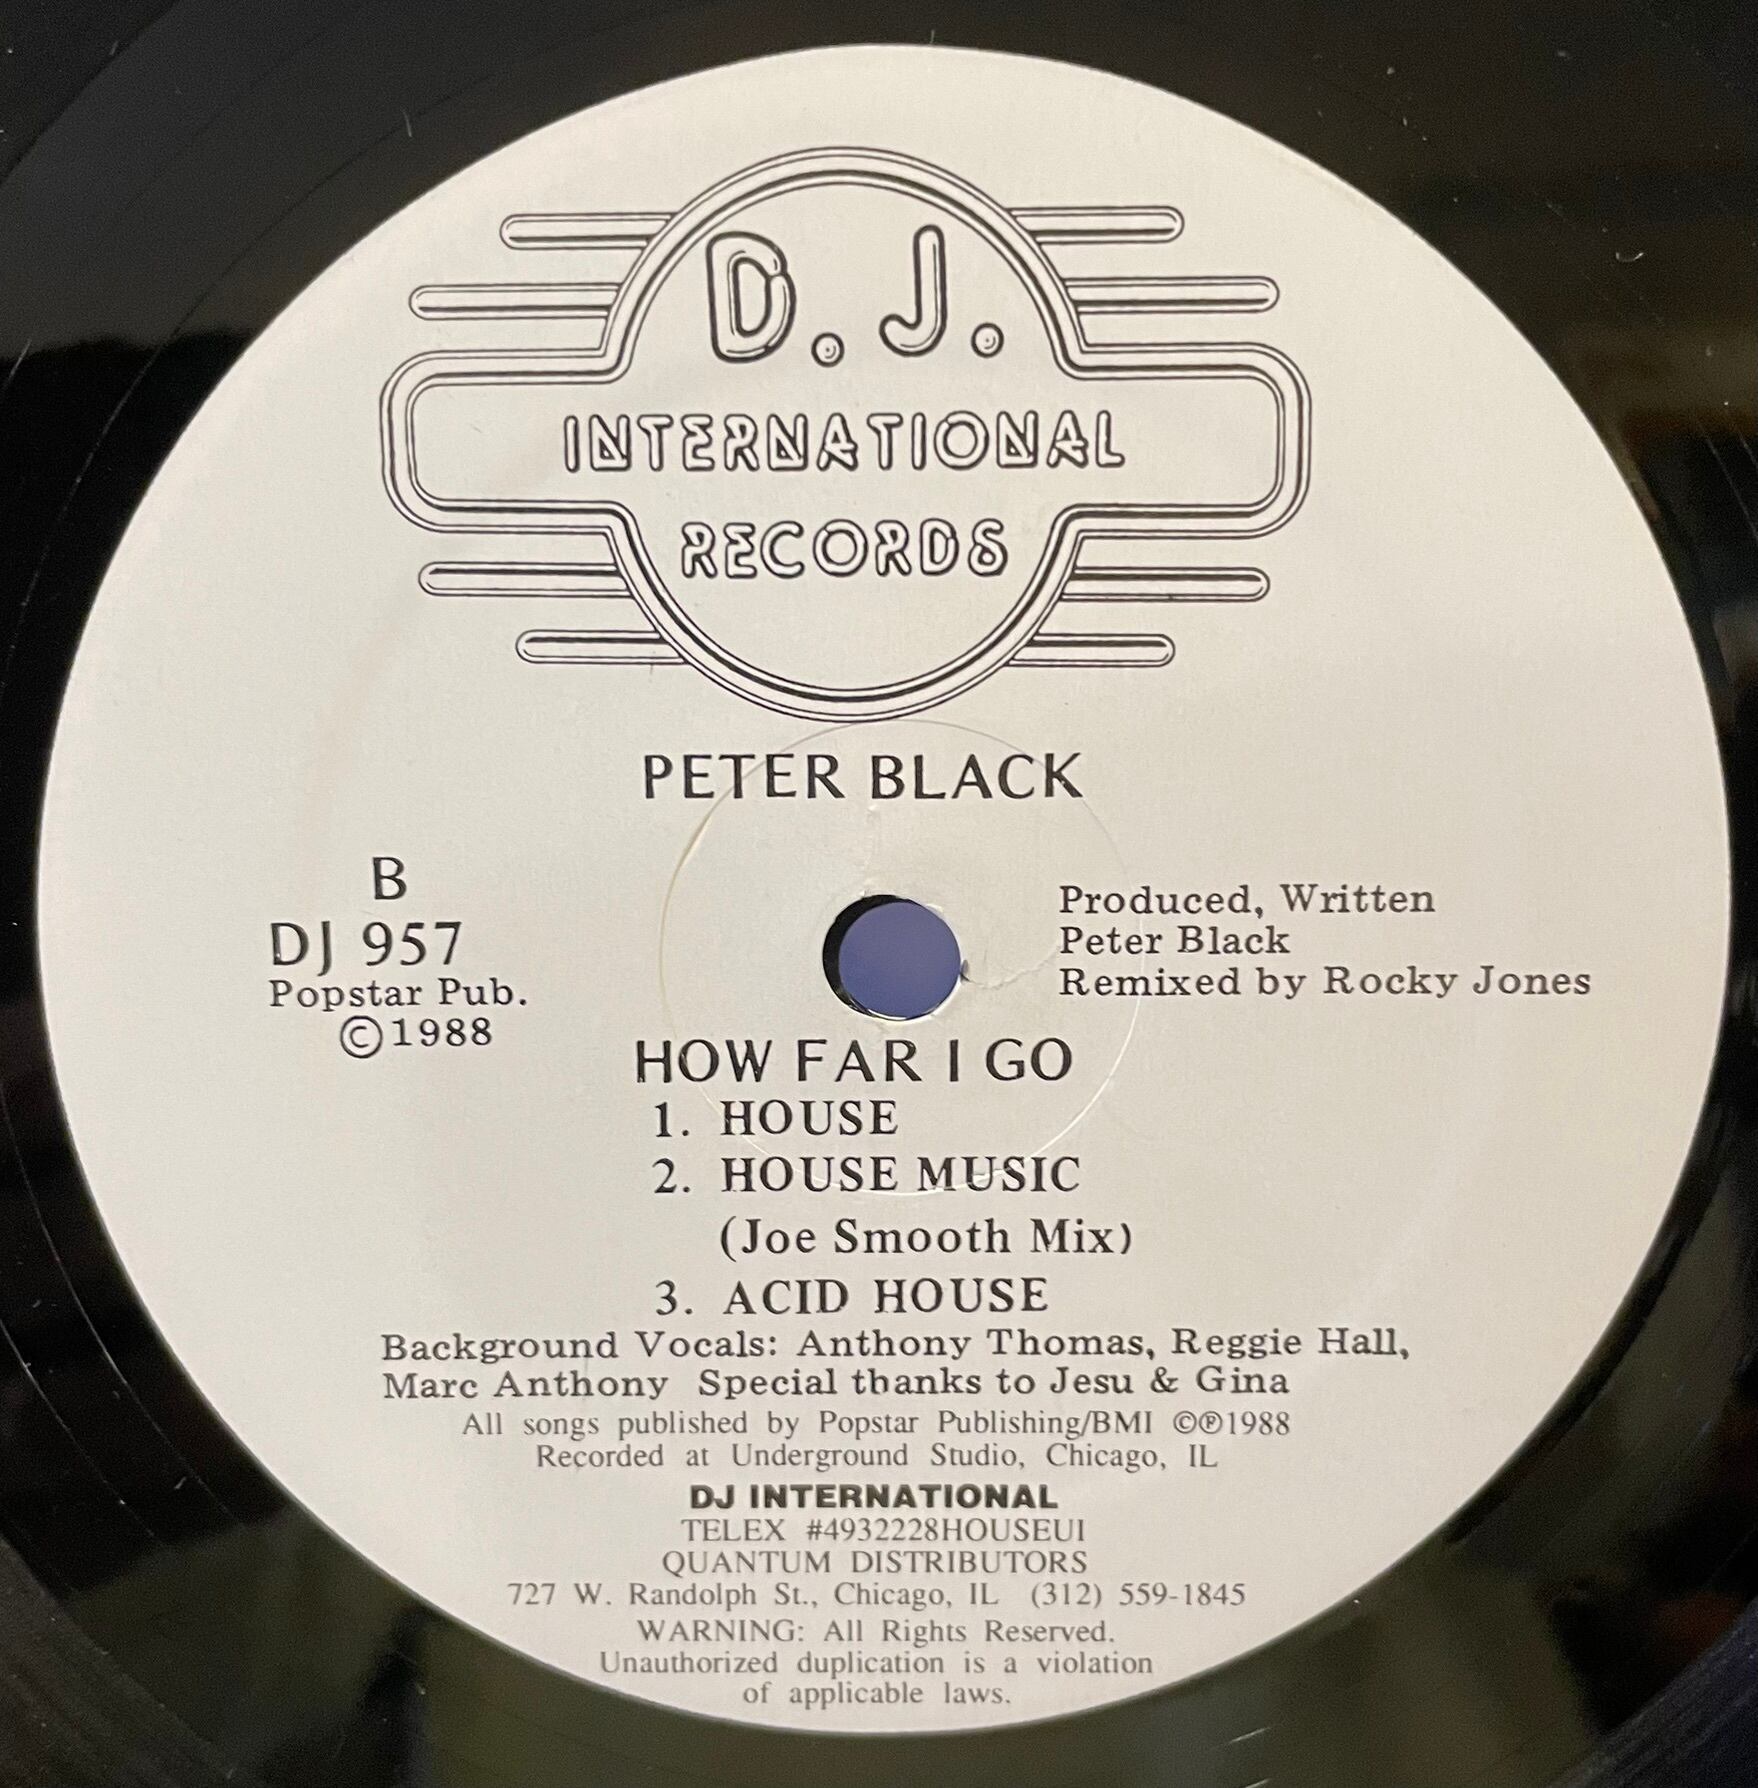 D. J.
INTERNATIONAL
RECORDS
PETER BLACK
B
DJ 957
Popstar Pub.
©1988
Produced, Written
Peter Black
Remixed by Rocky Jones
HOW FAR I GO
1. HOUSE
2. HOUSE MUSIC
(Joe Smooth Mix)
3. ACID HOUSE
Background Vocals: Anthony Thomas, Reggie Hall,
Marc Anthony Special thanks to Jesu & Gina
All songs published by Popstar Publishing/BMI ©℗1988
Recorded at Underground Studio, Chicago, IL
DJ INTERNATIONAL
TELEX #4932228HOUSEUI
QUANTUM DISTRIBUTORS
727 W. Randolph St., Chicago, IL (312) 559-1845
WARNING: All Rights Reserved.
Unauthorized duplication is a violation
of applicable laws.